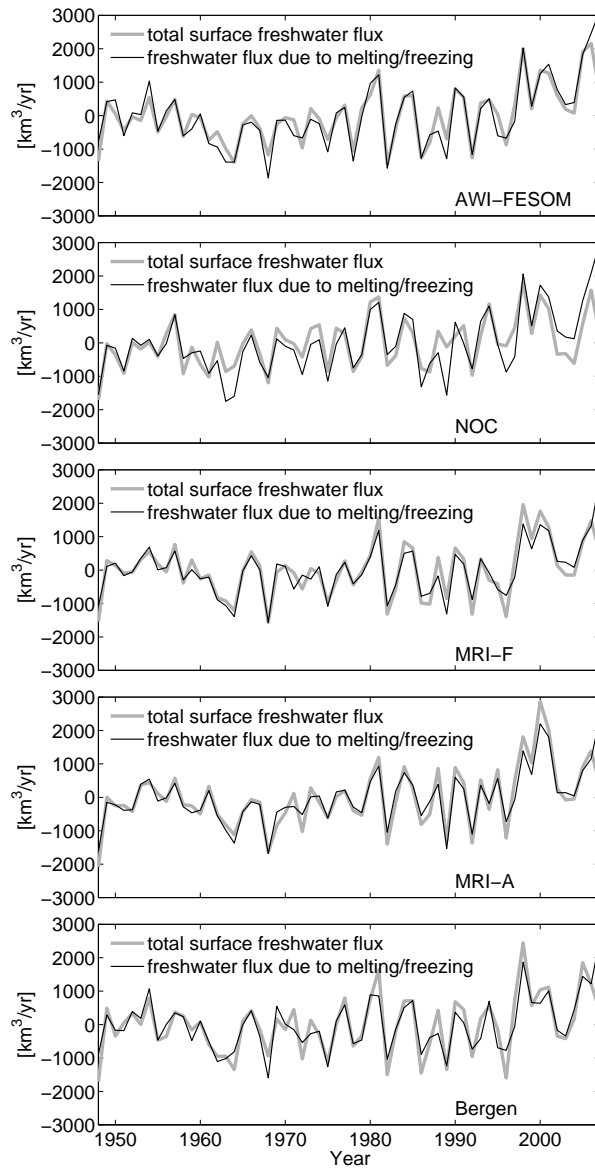 3000
total surface freshwater flux
2000
freshwater flux due to melting/freezing
1000
0
−1000
−2000
−3000
[km³/yr]
AWI−FESOM
3000
total surface freshwater flux
2000
freshwater flux due to melting/freezing
1000
0
−1000
−2000
−3000
[km³/yr]
NOC
3000
total surface freshwater flux
2000
freshwater flux due to melting/freezing
1000
0
−1000
−2000
−3000
[km³/yr]
MRI−F
3000
total surface freshwater flux
2000
freshwater flux due to melting/freezing
1000
0
−1000
−2000
−3000
[km³/yr]
MRI−A
3000
total surface freshwater flux
2000
freshwater flux due to melting/freezing
1000
0
−1000
−2000
−3000
[km³/yr]
Bergen
1950 1960 1970 1980 1990 2000
Year